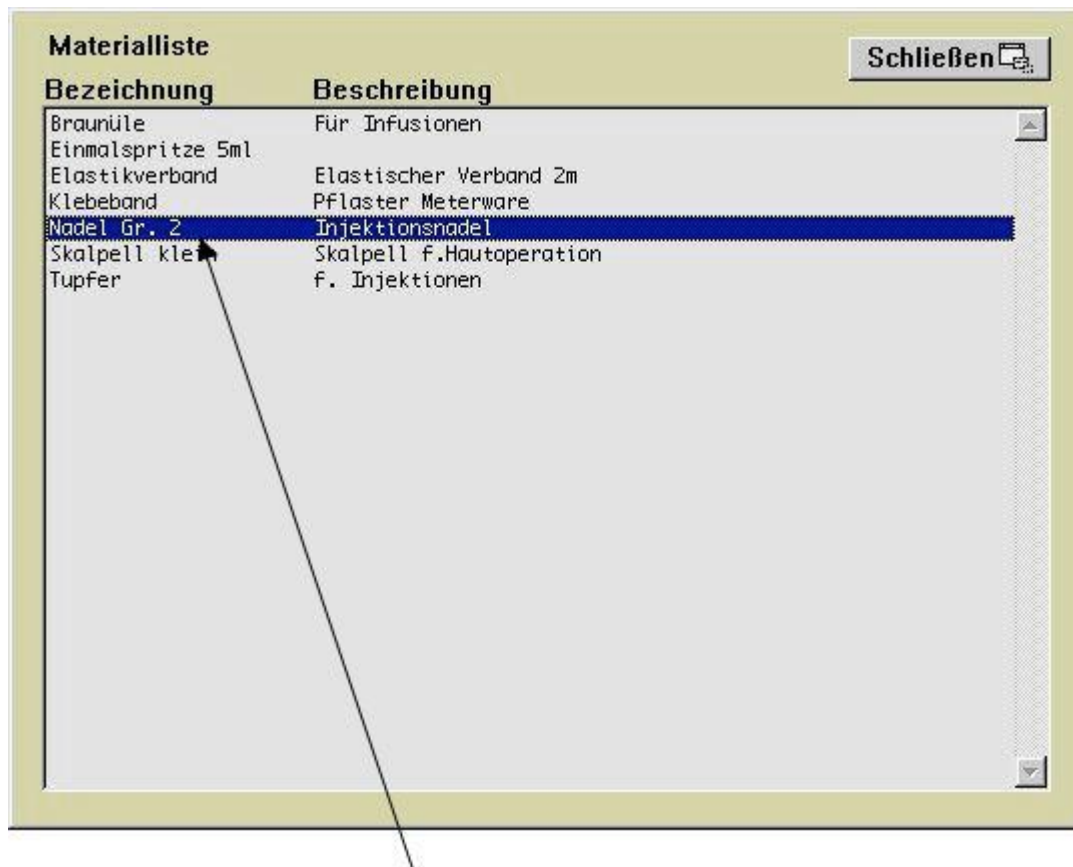 Materialliste
Schließen
Bezeichnung Beschreibung
Braunüle Für Infusionen
Einmalspritze 5ml
Elastikverband Elastischer Verband 2m
Klebeband Pflaster Meterware
Nadel Gr. 2 Injektionsnadel
Skalpell klein Skalpell f.Hautoperation
Tupfer f. Injektionen